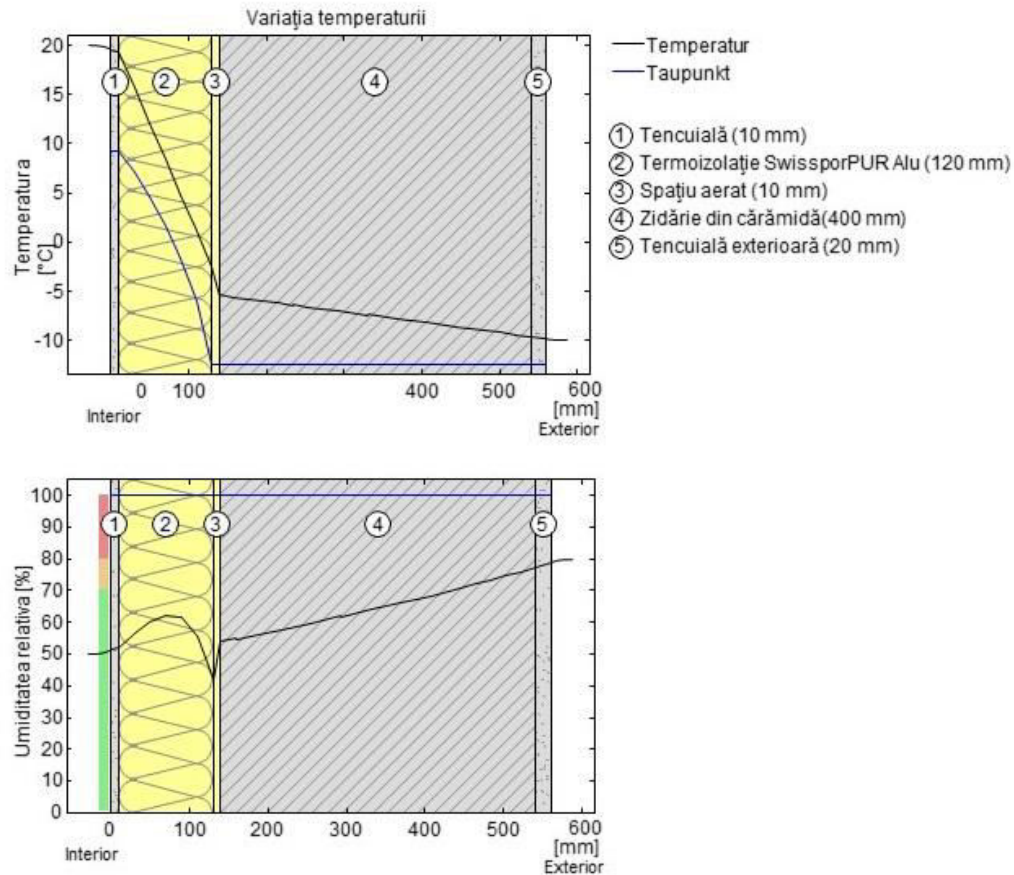 Variația temperaturii
20
15
10
5
0
-5
-10
Temperatura
[°C]
1
2
3
4
5
0
100
400
500
600
[mm]
Interior
Exterior
Temperatur
Taupunkt
1 Tencuială (10 mm)
2 Termoizolație SwissporPUR Alu (120 mm)
3 Spațiu aerat (10 mm)
4 Zidărie din cărămidă(400 mm)
5 Tencuială exterioară (20 mm)
100
90
80
70
60
50
40
30
20
10
0
Umiditatea relativa [%]
1
2
3
4
5
0
100
200
300
400
500
600
[mm]
Interior
Exterior